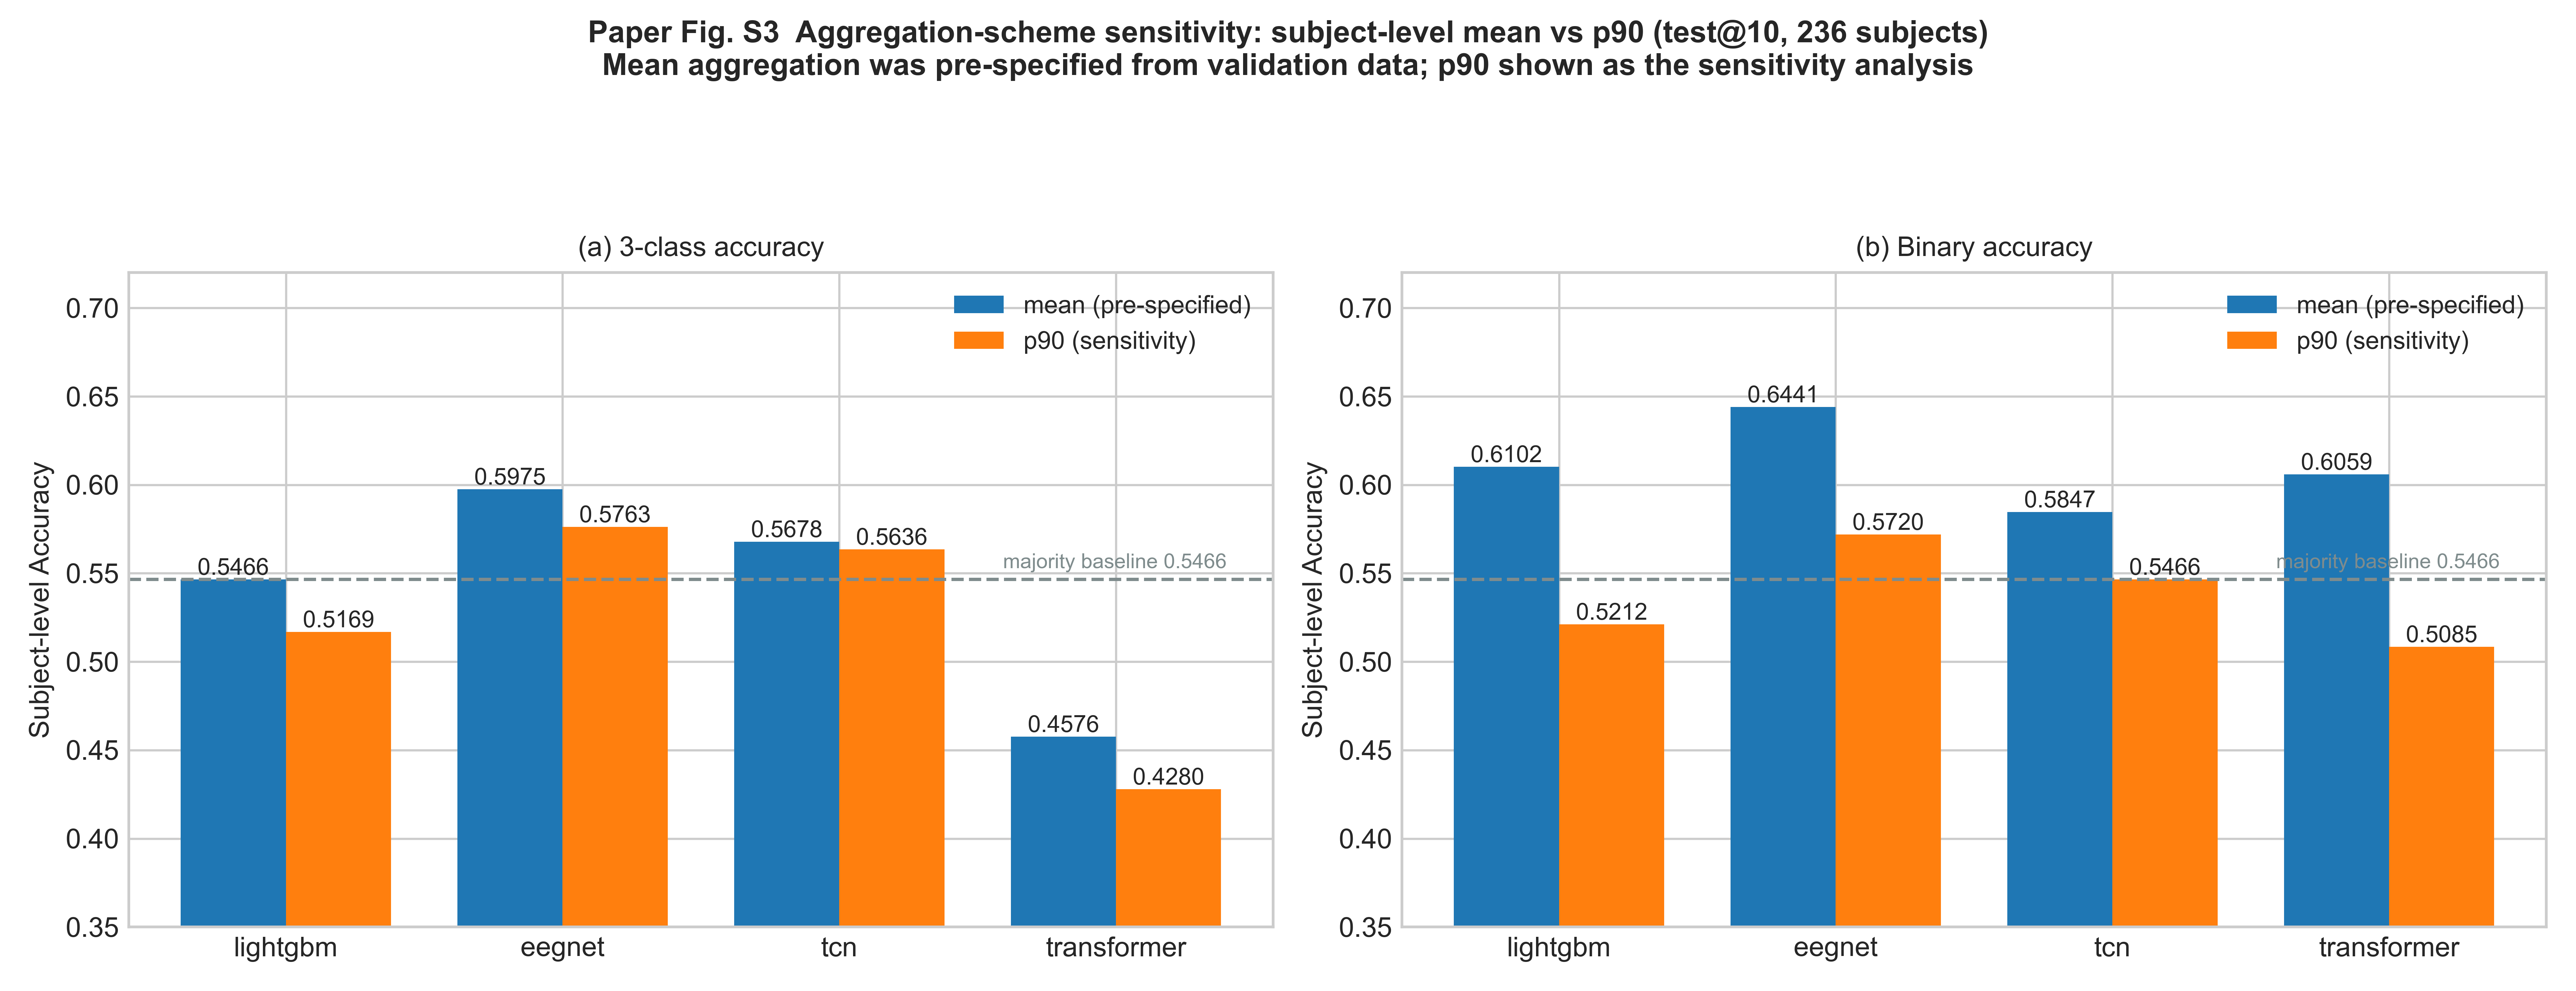 Paper Fig. S3  Aggregation-scheme sensitivity: subject-level mean vs p90 (test@10, 236 subjects)
Mean aggregation was pre-specified from validation data; p90 shown as the sensitivity analysis
(a) 3-class accuracy
Subject-level Accuracy
0.70
0.65
0.60
0.55
0.50
0.45
0.40
0.35
mean (pre-specified)
p90 (sensitivity)
0.5466
0.5169
0.5975
0.5763
0.5678
0.5636
0.4576
0.4280
majority baseline 0.5466
lightgbm
eegnet
tcn
transformer
(b) Binary accuracy
Subject-level Accuracy
0.70
0.65
0.60
0.55
0.50
0.45
0.40
0.35
mean (pre-specified)
p90 (sensitivity)
0.6102
0.5212
0.6441
0.5720
0.5847
0.5466
0.6059
0.5085
majority baseline 0.5466
lightgbm
eegnet
tcn
transformer